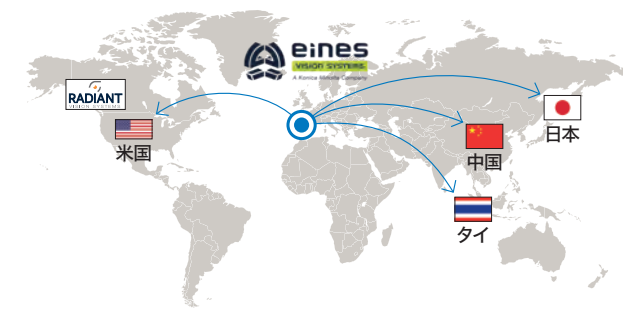 eines
VISION SYSTEMS
A Konica Minolta Company
RADIANT
VISION SYSTEMS
米国
日本
中国
タイ